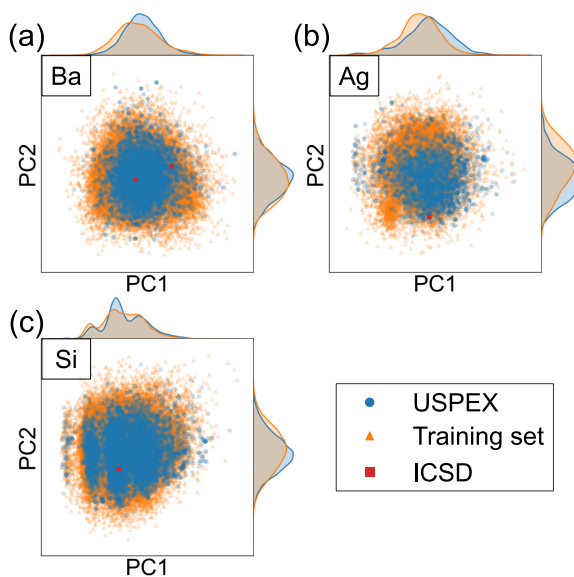 (a)
Ba
PC2
PC1
(b)
Ag
PC2
PC1
(c)
Si
PC2
PC1
USPEX
Training set
ICSD